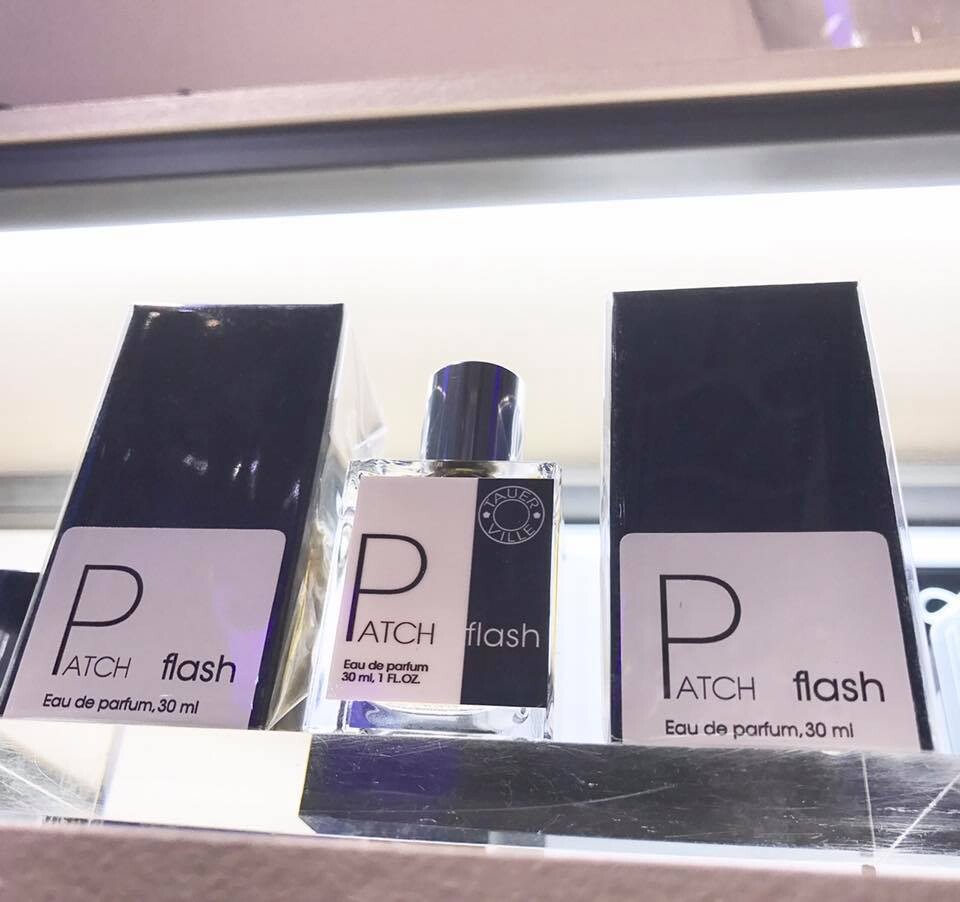 PATCH flash
Eau de parfum, 30 ml
TAUER
VILLE
PATCH flash
Eau de parfum
30 ml, 1 FL.OZ.
PATCH flash
Eau de parfum, 30 ml